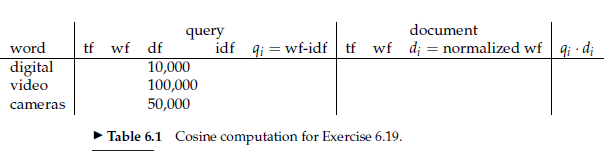 query document
word tf wf df idf qᵢ = wf-idf tf wf dᵢ = normalized wf qᵢ · dᵢ
digital 10,000
video 100,000
cameras 50,000
▶ Table 6.1 Cosine computation for Exercise 6.19.